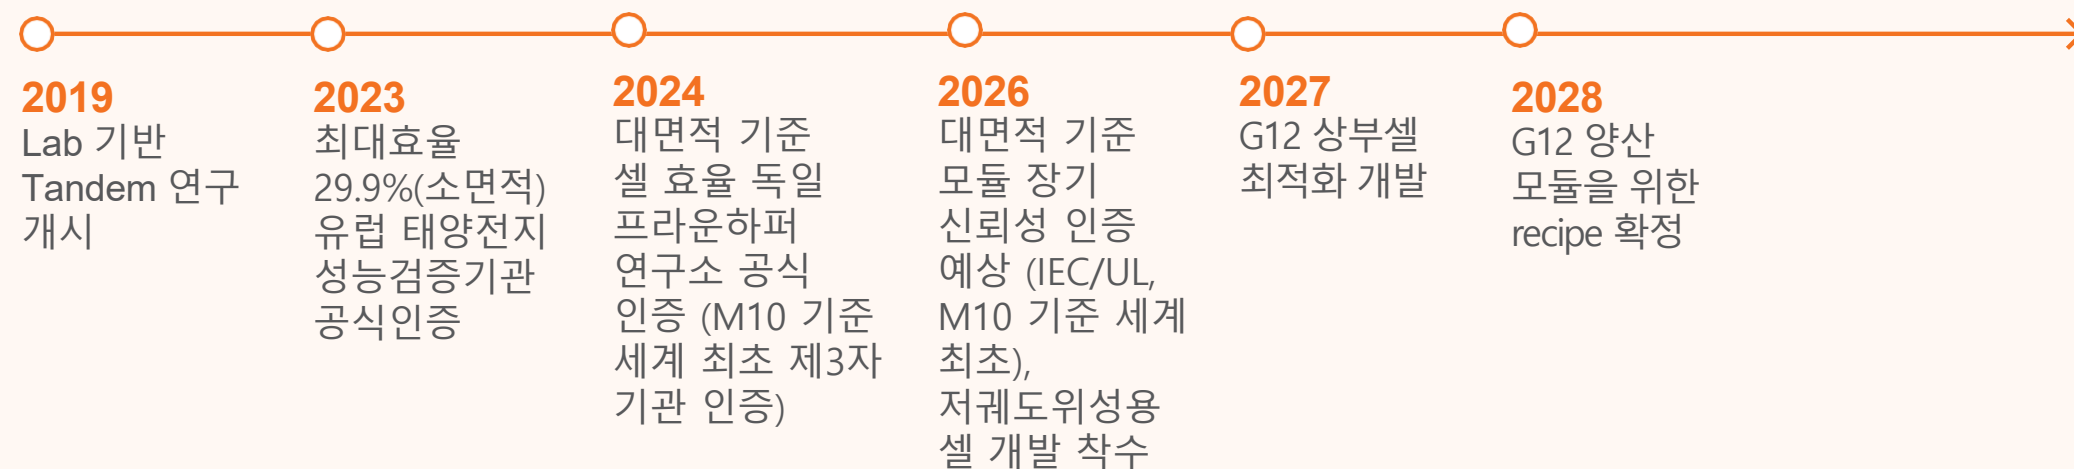 2019
Lab 기반
Tandem 연구
개시
2023
최대효율
29.9%(소면적)
유럽 태양전지
성능검증기관
공식인증
2024
대면적 기준
셀 효율 독일
프라운하퍼
연구소 공식
인증 (M10 기준
세계 최초 제3자
기관 인증)
2026
대면적 기준
모듈 장기
신뢰성 인증
예상 (IEC/UL,
M10 기준 세계
최초),
저궤도위성용
셀 개발 착수
2027
G12 상부셀
최적화 개발
2028
G12 양산
모듈을 위한
recipe 확정